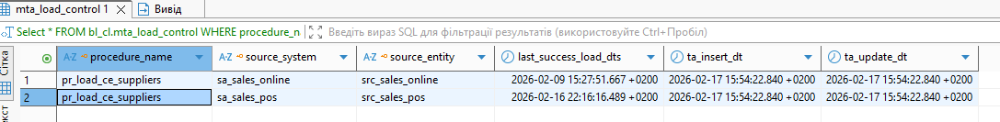 mta_load_control 1 Вивід
Select * FROM bl_cl.mta_load_control WHERE procedure_n Введіть вираз SQL для фільтрації результатів (використовуйте Ctrl+Пробіл)
Сітка
A-Z procedure_name A-Z source_system A-Z source_entity last_success_load_dts ta_insert_dt ta_update_dt
1 pr_load_ce_suppliers sa_sales_online src_sales_online 2026-02-09 15:27:51.667 +0200 2026-02-17 15:54:22.840 +0200 2026-02-17 15:54:22.840 +0200
2 pr_load_ce_suppliers sa_sales_pos src_sales_pos 2026-02-16 22:16:16.489 +0200 2026-02-17 15:54:22.840 +0200 2026-02-17 15:54:22.840 +0200